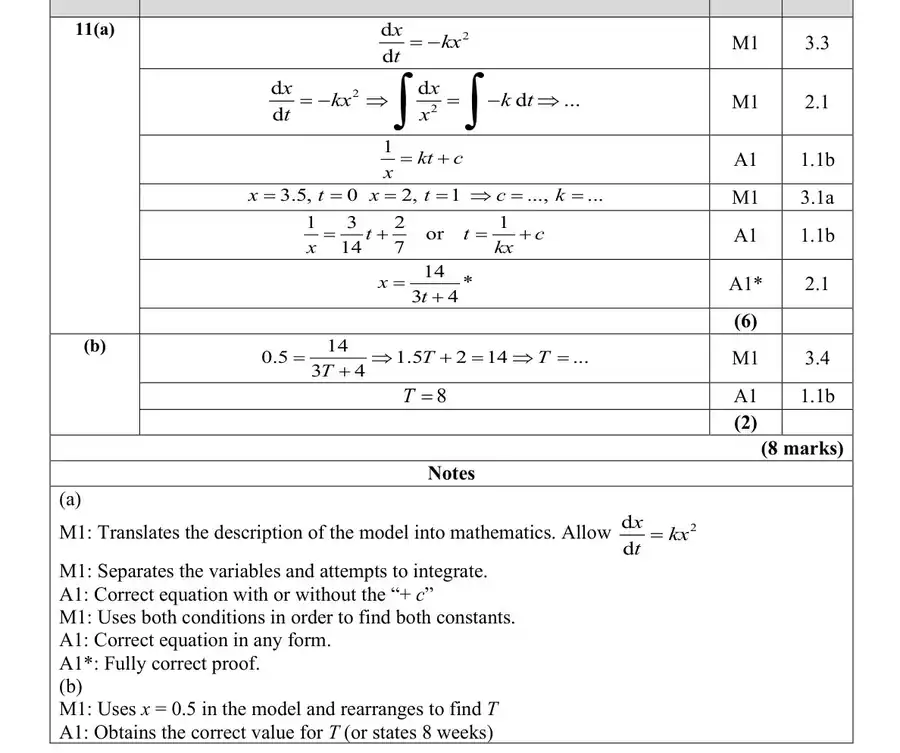 11(a) dx/dt = −kx² M1 3.3
dx/dt = −kx² ⇒ ∫ dx/x² = ∫ −k dt ⇒ ... M1 2.1
1/x = kt + c A1 1.1b
x = 3.5, t = 0 x = 2, t = 1 ⇒ c = ..., k = ... M1 3.1a
1/x = 3/14 t + 2/7 or t = 1/kx + c A1 1.1b
x = 14/(3t + 4) * A1* 2.1
(6)
(b) 0.5 = 14/(3T + 4) ⇒ 1.5T + 2 = 14 ⇒ T = ... M1 3.4
T = 8 A1 1.1b
(2)
(8 marks)
Notes
(a)
M1: Translates the description of the model into mathematics. Allow dx/dt = kx²
M1: Separates the variables and attempts to integrate.
A1: Correct equation with or without the “+ c”
M1: Uses both conditions in order to find both constants.
A1: Correct equation in any form.
A1*: Fully correct proof.
(b)
M1: Uses x = 0.5 in the model and rearranges to find T
A1: Obtains the correct value for T (or states 8 weeks)